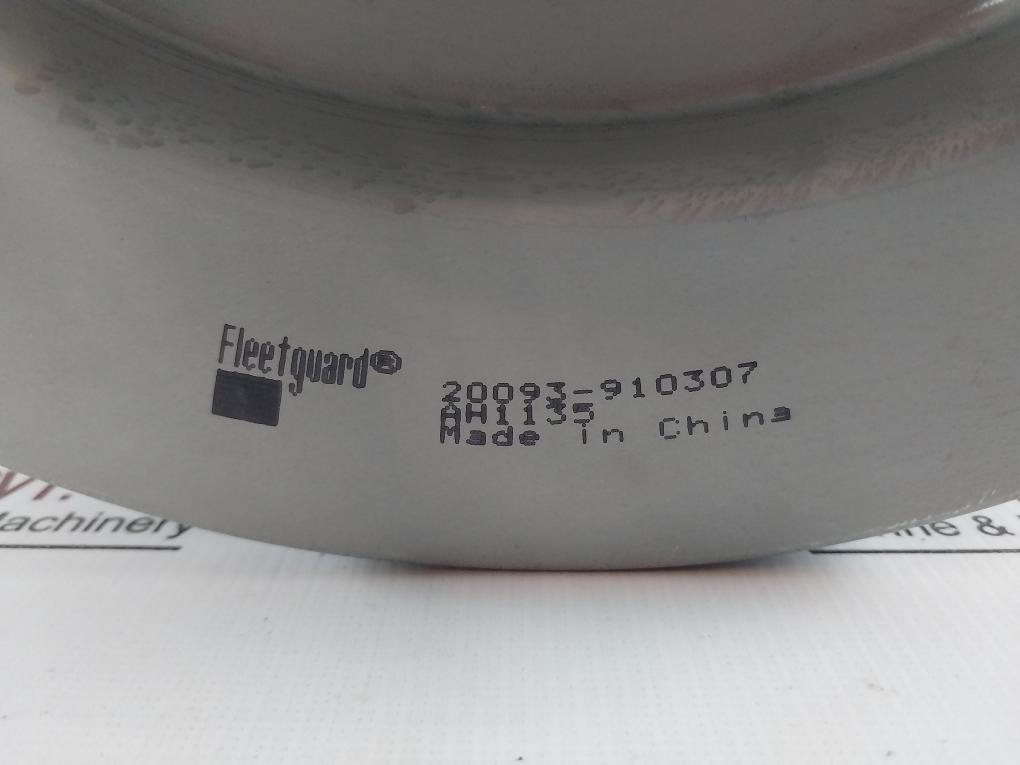 Fleetguard®
20093-910307
AH1135
Made in China
Machinery
&